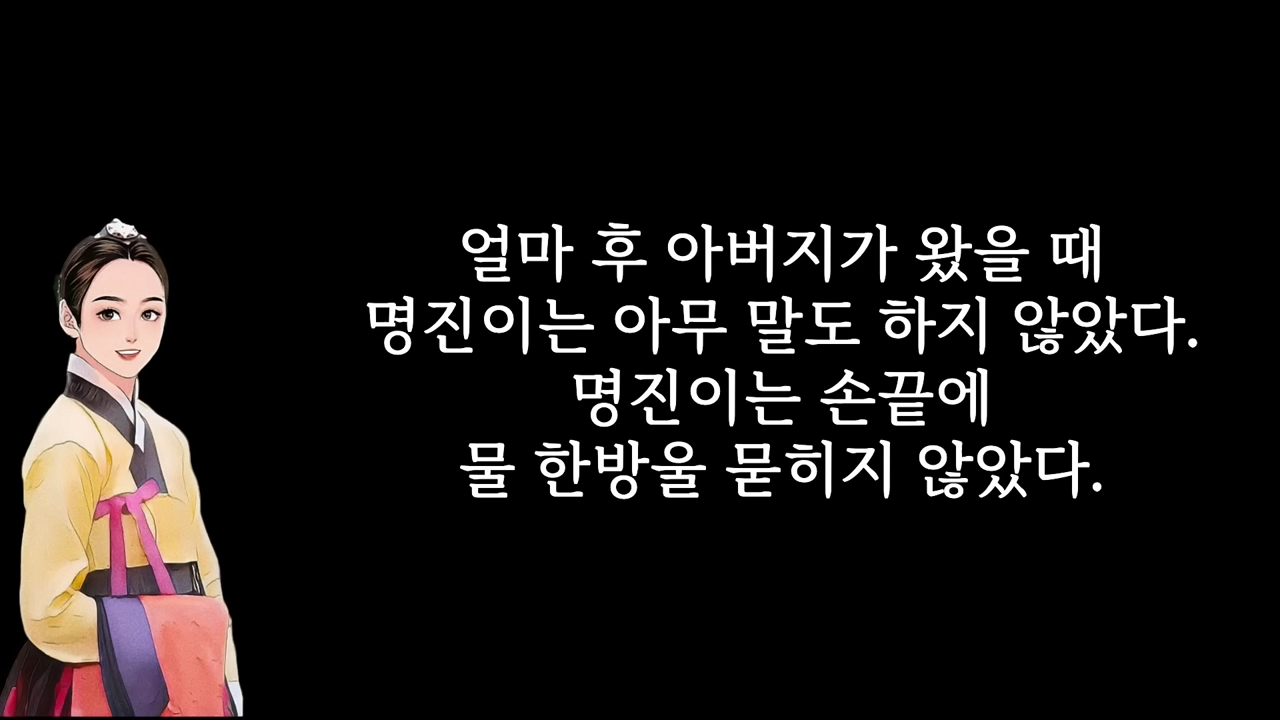 얼마 후 아버지가 왔을 때
명진이는 아무 말도 하지 않았다.
명진이는 손끝에
물 한방울 묻히지 않았다.